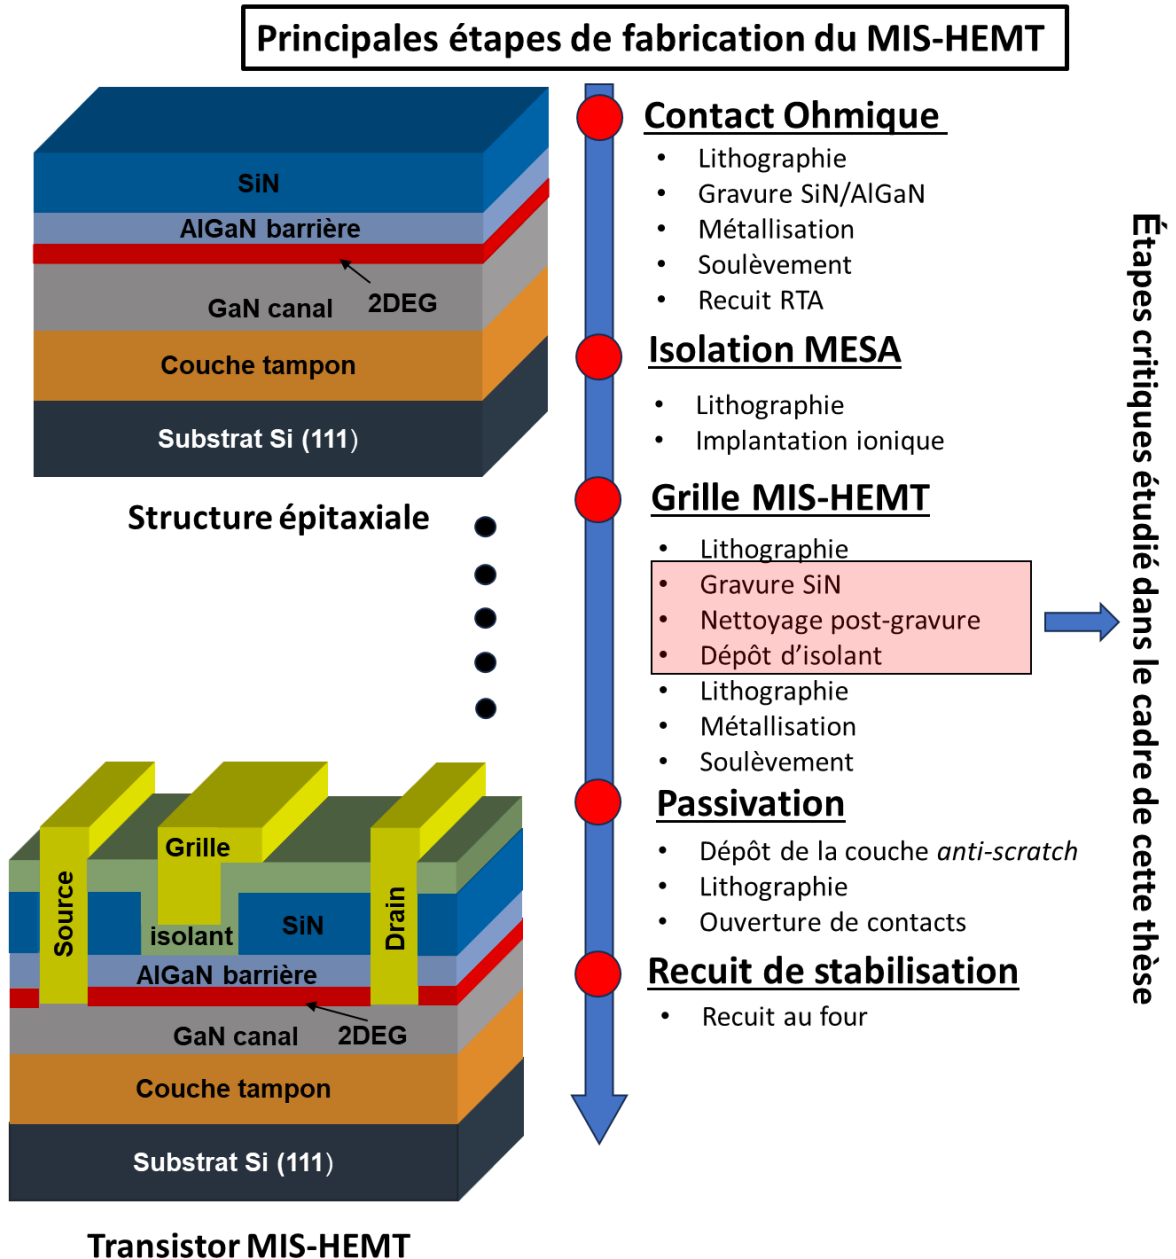 Principales étapes de fabrication du MIS-HEMT
SiN
AlGaN barrière
2DEG
GaN canal
Couche tampon
Substrat Si (111)
Structure épitaxiale
Contact Ohmique
• Lithographie
• Gravure SiN/AlGaN
• Métallisation
• Soulèvement
• Recuit RTA
Isolation MESA
• Lithographie
• Implantation ionique
Grille MIS-HEMT
• Lithographie
• Gravure SiN
• Nettoyage post-gravure
• Dépôt d’isolant
• Lithographie
• Métallisation
• Soulèvement
Passivation
• Dépôt de la couche anti-scratch
• Lithographie
• Ouverture de contacts
Recuit de stabilisation
• Recuit au four
Étapes critiques étudié dans le cadre de cette thèse
Source
Grille
Drain
isolant
SiN
AlGaN barrière
GaN canal
2DEG
Couche tampon
Substrat Si (111)
Transistor MIS-HEMT